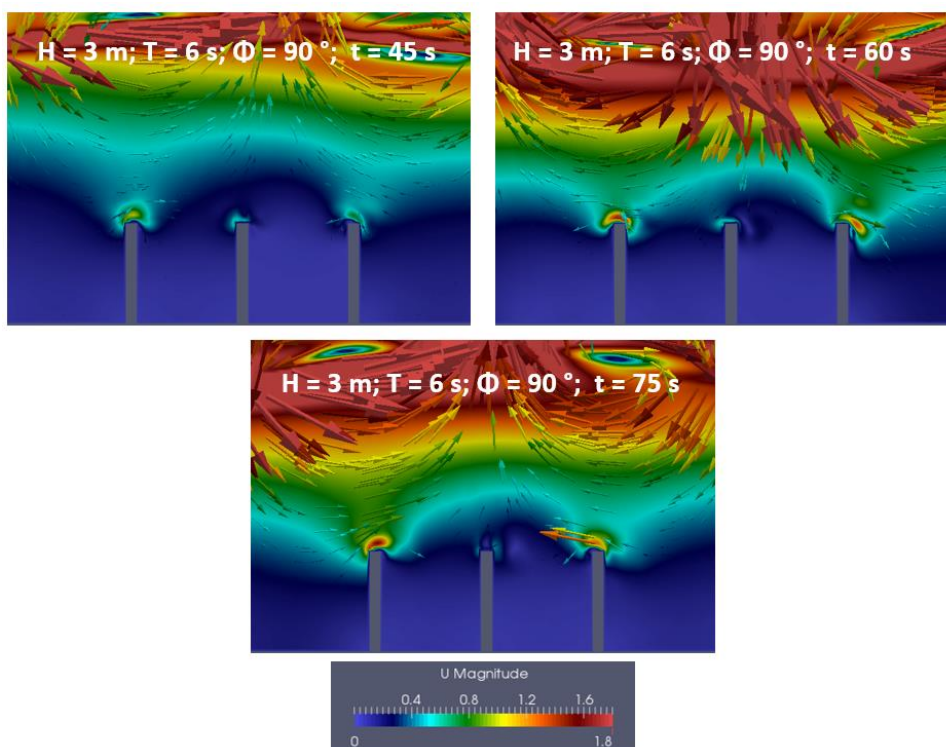 H = 3 m; T = 6 s; Φ = 90 °; t = 45 s
H = 3 m; T = 6 s; Φ = 90 °; t = 60 s
H = 3 m; T = 6 s; Φ = 90 °; t = 75 s
U Magnitude
0.4 0.8 1.2 1.6
0 1.8